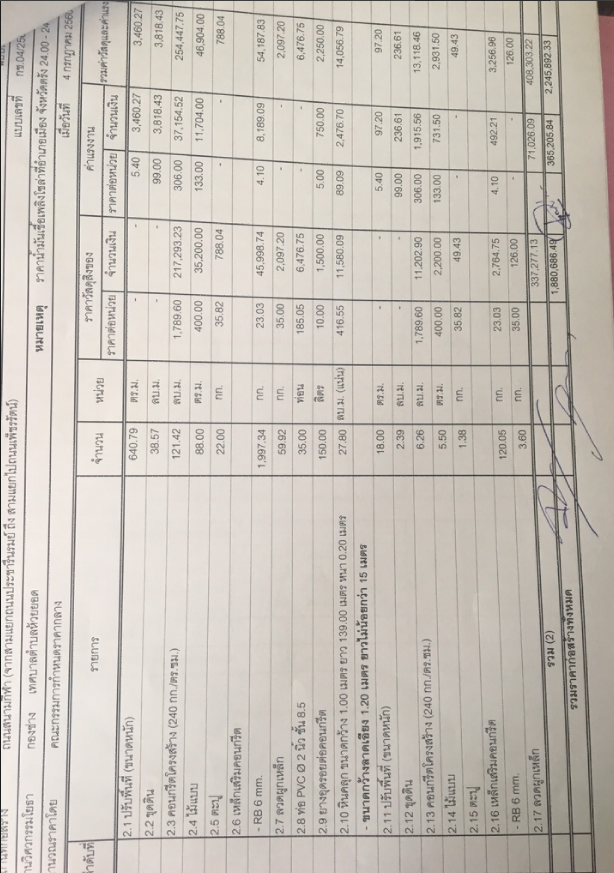 ถนนสนามกีฬา (จากสามแยกถนนประชารื่นรมย์ ถึง สามแยกไปถนนเพ็ชรรัตน์) แบบเลขที่ กช.04/25
งานวิศวกรรมโยธา กองช่าง เทศบาลตำบลห้วยยอด หมายเหตุ ราคาน้ำมันเชื้อเพลิงโซล่าที่อำเภอเมือง จังหวัดตรัง 24.00 - 24
คณะกรรมการกำหนดราคากลาง เมื่อวันที่ 4 กรกฎาคม 256
ลำดับที่ รายการ จำนวน หน่วย ราคาวัสดุสิ่งของ ค่าแรงงาน รวมค่าวัสดุและค่าแรง
ราคาต่อหน่วย จำนวนเงิน ราคาต่อหน่วย จำนวนเงิน
2.1 ปรับพื้นที่ (ขนาดหนัก) 640.79 ตร.ม. - - 5.40 3,460.27 3,460.27
2.2 ขุดดิน 38.57 ลบ.ม. - - 99.00 3,818.43 3,818.43
2.3 คอนกรีตโครงสร้าง (240 กก./ตร.ซม.) 121.42 ลบ.ม. 1,789.60 217,293.23 306.00 37,154.52 254,447.75
2.4 ไม้แบบ 88.00 ตร.ม. 400.00 35,200.00 133.00 11,704.00 46,904.00
2.5 ตะปู 22.00 กก. 35.82 788.04 - - 788.04
2.6 เหล็กเสริมคอนกรีต
- RB 6 mm. 1,997.34 กก. 23.03 45,998.74 4.10 8,189.09 54,187.83
2.7 ลวดผูกเหล็ก 59.92 กก. 35.00 2,097.20 - - 2,097.20
2.8 ท่อ PVC Ø 2 นิ้ว ชั้น 8.5 35.00 ท่อน 185.05 6,476.75 - - 6,476.75
2.9 ยางจุดรอยต่อคอนกรีต 150.00 ลิตร 10.00 1,500.00 5.00 750.00 2,250.00
2.10 หินคลุก ขนาดกว้าง 1.00 เมตร ยาว 139.00 เมตร หนา 0.20 เมตร 27.80 ลบ.ม. (แน่น) 416.55 11,580.09 89.09 2,476.70 14,056.79
- ขนาดกว้างลาดเอียง 1.20 เมตร ยาวไม่น้อยกว่า 15 เมตร
2.11 ปรับพื้นที่ (ขนาดหนัก) 18.00 ตร.ม. - - 5.40 97.20 97.20
2.12 ขุดดิน 2.39 ลบ.ม. - - 99.00 236.61 236.61
2.13 คอนกรีตโครงสร้าง (240 กก./ตร.ซม.) 6.26 ลบ.ม. 1,789.60 11,202.90 306.00 1,915.56 13,118.46
2.14 ไม้แบบ 5.50 ตร.ม. 400.00 2,200.00 133.00 731.50 2,931.50
2.15 ตะปู 1.38 กก. 35.82 49.43 - - 49.43
2.16 เหล็กเสริมคอนกรีต
- RB 6 mm. 120.05 กก. 23.03 2,764.75 4.10 492.21 3,256.96
2.17 ลวดผูกเหล็ก 3.60 กก. 35.00 126.00 - 126.00
รวม (2) 337,277.13 71,026.09 408,303.22
รวมราคาก่อสร้างทั้งหมด 1,880,686.49 365,205.84 2,245,892.33